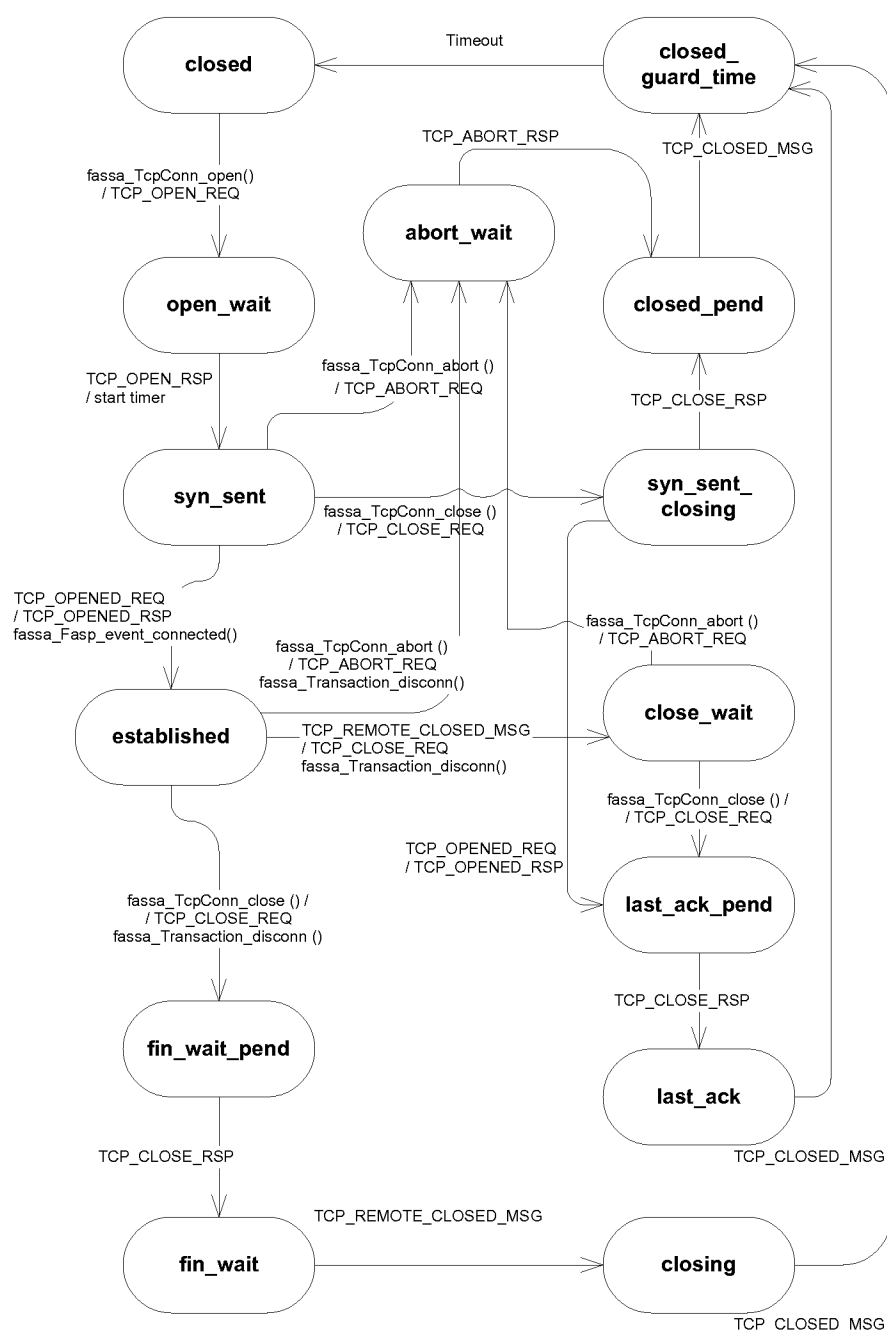 Timeout
closed
closed_
guard_time
TCP_ABORT_RSP
TCP_CLOSED_MSG
fassa_TcpConn_open()
/ TCP_OPEN_REQ
abort_wait
open_wait
closed_pend
fassa_TcpConn_abort ()
/ TCP_ABORT_REQ
TCP_OPEN_RSP
/ start timer
TCP_CLOSE_RSP
syn_sent
syn_sent_
closing
fassa_TcpConn_close ()
/ TCP_CLOSE_REQ
TCP_OPENED_REQ
/ TCP_OPENED_RSP
fassa_Fasp_event_connected()
fassa_TcpConn_abort ()
/ TCP_ABORT_REQ
fassa_Transaction_disconn()
fassa_TcpConn_abort ()
/ TCP_ABORT_REQ
close_wait
established
TCP_REMOTE_CLOSED_MSG
/ TCP_CLOSE_REQ
fassa_Transaction_disconn()
fassa_TcpConn_close () /
/ TCP_CLOSE_REQ
TCP_OPENED_REQ
/ TCP_OPENED_RSP
fassa_TcpConn_close () /
/ TCP_CLOSE_REQ
fassa_Transaction_disconn ()
last_ack_pend
TCP_CLOSE_RSP
fin_wait_pend
last_ack
TCP_CLOSE_RSP
TCP_CLOSED_MSG
TCP_REMOTE_CLOSED_MSG
fin_wait
closing
TCP_CLOSED_MSG